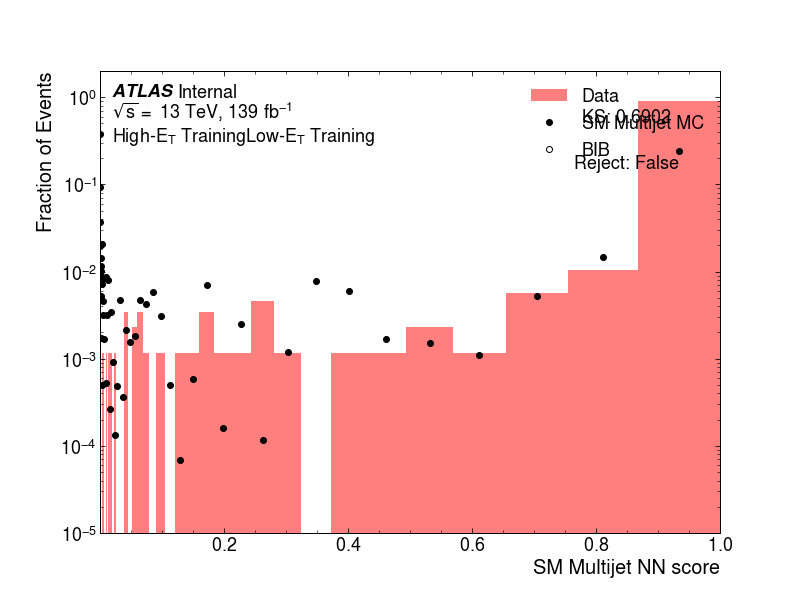 ATLAS Internal
√s = 13 TeV, 139 fb⁻¹
High-E_T TrainingLow-E_T Training
Data
KS: 0.6902
SM Multijet MC
BIB
Reject: False
Fraction of Events
10⁰
10⁻¹
10⁻²
10⁻³
10⁻⁴
10⁻⁵
0.2 0.4 0.6 0.8 1.0
SM Multijet NN score